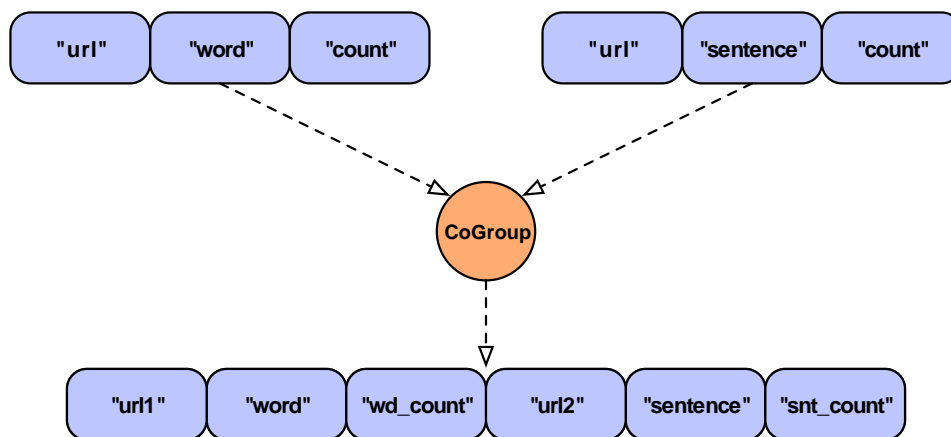 "url" "word" "count" "url" "sentence" "count"
CoGroup
"url1" "word" "wd_count" "url2" "sentence" "snt_count"